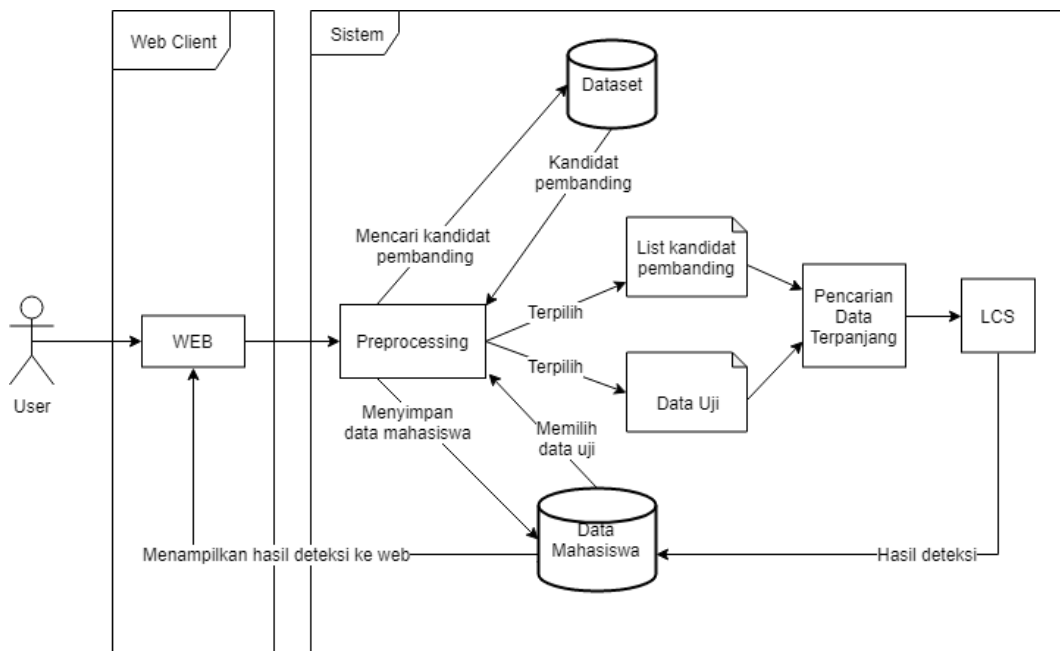 Web Client
Sistem
Dataset
Kandidat
pembanding
Mencari kandidat
pembanding
List kandidat
pembanding
Terpilih
Pencarian
Data
Terpanjang
LCS
WEB
Preprocessing
Terpilih
User
Data Uji
Menyimpan
data mahasiswa
Memilih
data uji
Data
Mahasiswa
Menampilkan hasil deteksi ke web
Hasil deteksi